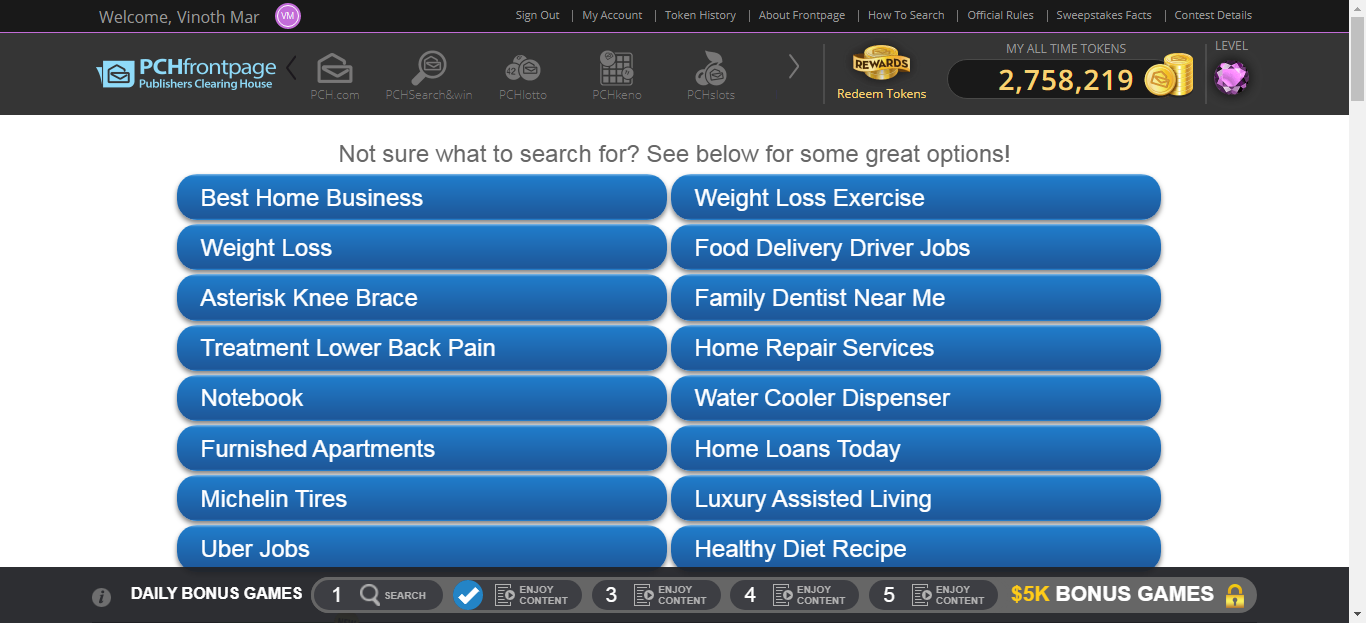 Welcome, Vinoth Mar
VM
Sign Out | My Account | Token History | About Frontpage | How To Search | Official Rules | Sweepstakes Facts | Contest Details
PCHfrontpage
Publishers Clearing House
PCH.com
PCHSearch&win
42
PCHlotto
PCHkeno
PCHslots
REWARDS
Redeem Tokens
MY ALL TIME TOKENS
2,758,219
LEVEL
Not sure what to search for? See below for some great options!
Best Home Business
Weight Loss Exercise
Weight Loss
Food Delivery Driver Jobs
Asterisk Knee Brace
Family Dentist Near Me
Treatment Lower Back Pain
Home Repair Services
Notebook
Water Cooler Dispenser
Furnished Apartments
Home Loans Today
Michelin Tires
Luxury Assisted Living
Uber Jobs
Healthy Diet Recipe
i
DAILY BONUS GAMES
1 SEARCH
ENJOY
CONTENT
3 ENJOY
CONTENT
4 ENJOY
CONTENT
5 ENJOY
CONTENT
$5K BONUS GAMES